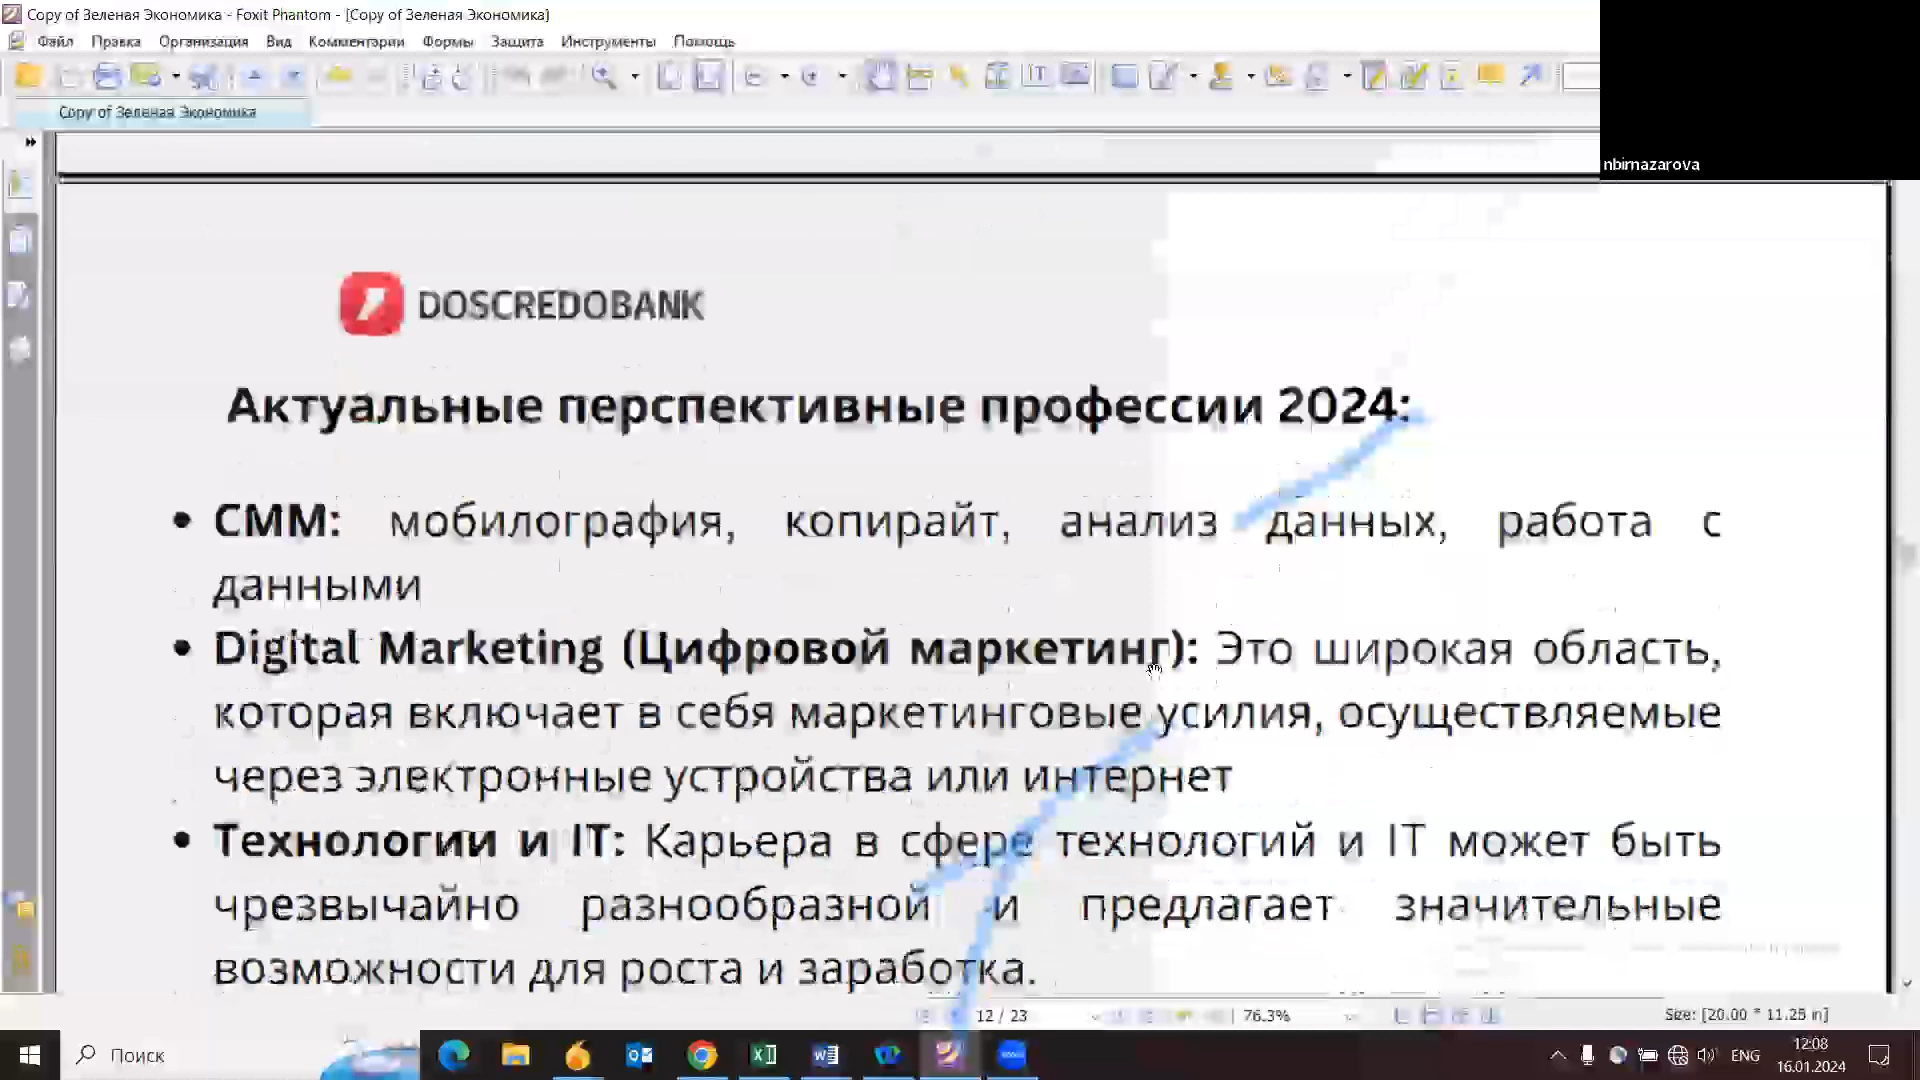 Copy of Зеленая Экономика - Foxit Phantom - [Copy of Зеленая Экономика]
Файл Правка Организация Вид Комментарии Формы Защита Инструменты Помощь
Copy of Зеленая Экономика
nbirnazarova
DOSCREDOBANK
Актуальные перспективные профессии 2024:
• СММ: мобилография, копирайт, анализ данных, работа с
данными
• Digital Marketing (Цифровой маркетинг): Это широкая область,
которая включает в себя маркетинговые усилия, осуществляемые
через электронные устройства или интернет
• Технологии и IT: Карьера в сфере технологий и IT может быть
чрезвычайно разнообразной и предлагает значительные
возможности для роста и заработка.
12 / 23 76.3% Size: [20.00 * 11.25 in]
Поиск ENG 12:08
16.01.2024